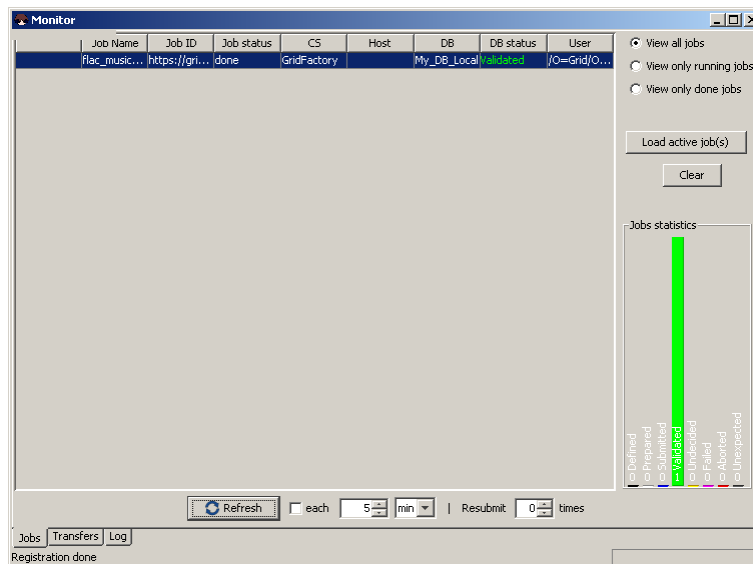 Monitor
Job Name Job ID Job status CS Host DB DB status User
flac_music... https://gri... done GridFactory My_DB_Local Validated /O=Grid/O...
View all jobs
View only running jobs
View only done jobs
Load active job(s)
Clear
Jobs statistics
0 Defined
0 Prepared
0 Submitted
1 Validated
0 Undecided
0 Failed
0 Aborted
0 Unexpected
Refresh each 5 min | Resubmit 0 times
Jobs Transfers Log
Registration done